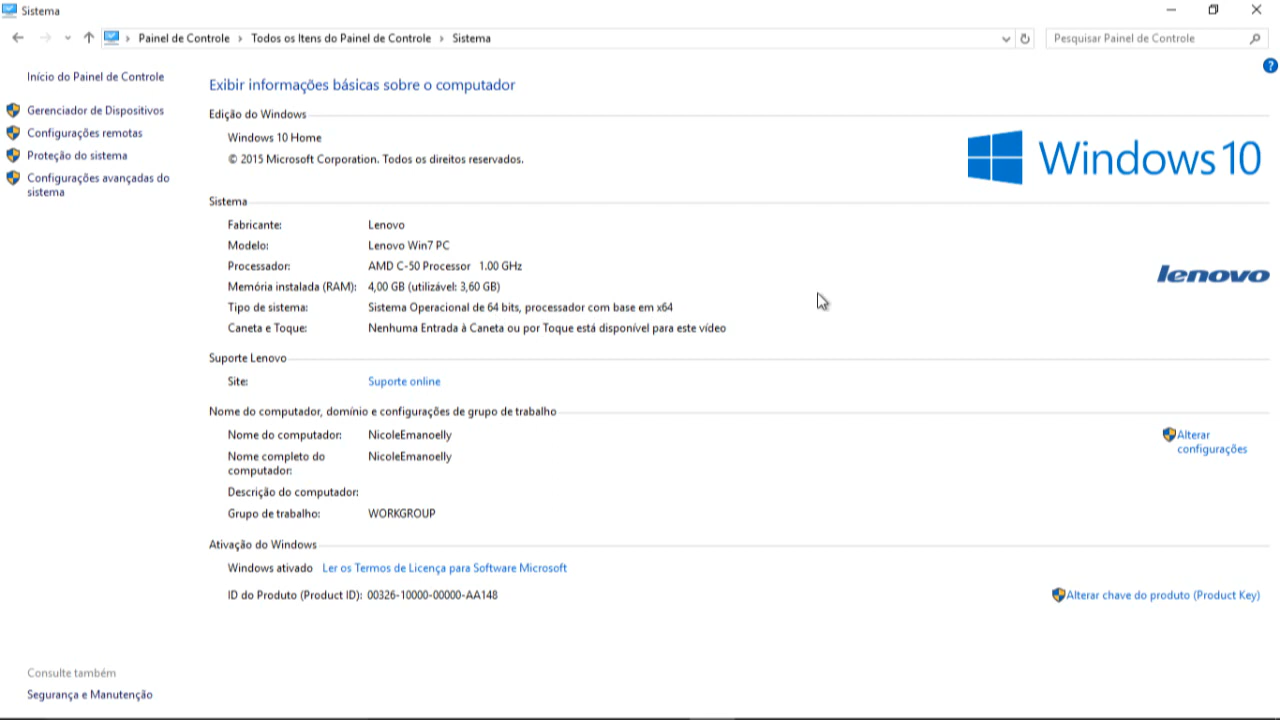 Sistema
Painel de Controle › Todos os Itens do Painel de Controle › Sistema
Pesquisar Painel de Controle
Início do Painel de Controle
Gerenciador de Dispositivos
Configurações remotas
Proteção do sistema
Configurações avançadas do
sistema
Exibir informações básicas sobre o computador
Edição do Windows
Windows 10 Home
© 2015 Microsoft Corporation. Todos os direitos reservados.
Windows 10
Sistema
Fabricante: Lenovo
Modelo: Lenovo Win7 PC
Processador: AMD C-50 Processor 1.00 GHz
Memória instalada (RAM): 4,00 GB (utilizável: 3,60 GB)
Tipo de sistema: Sistema Operacional de 64 bits, processador com base em x64
Caneta e Toque: Nenhuma Entrada à Caneta ou por Toque está disponível para este vídeo
lenovo
Suporte Lenovo
Site: Suporte online
Nome do computador, domínio e configurações de grupo de trabalho
Nome do computador: NicoleEmanoelly
Nome completo do
computador: NicoleEmanoelly
Descrição do computador:
Grupo de trabalho: WORKGROUP
Alterar
configurações
Ativação do Windows
Windows ativado Ler os Termos de Licença para Software Microsoft
ID do Produto (Product ID): 00326-10000-00000-AA148
Alterar chave do produto (Product Key)
Consulte também
Segurança e Manutenção